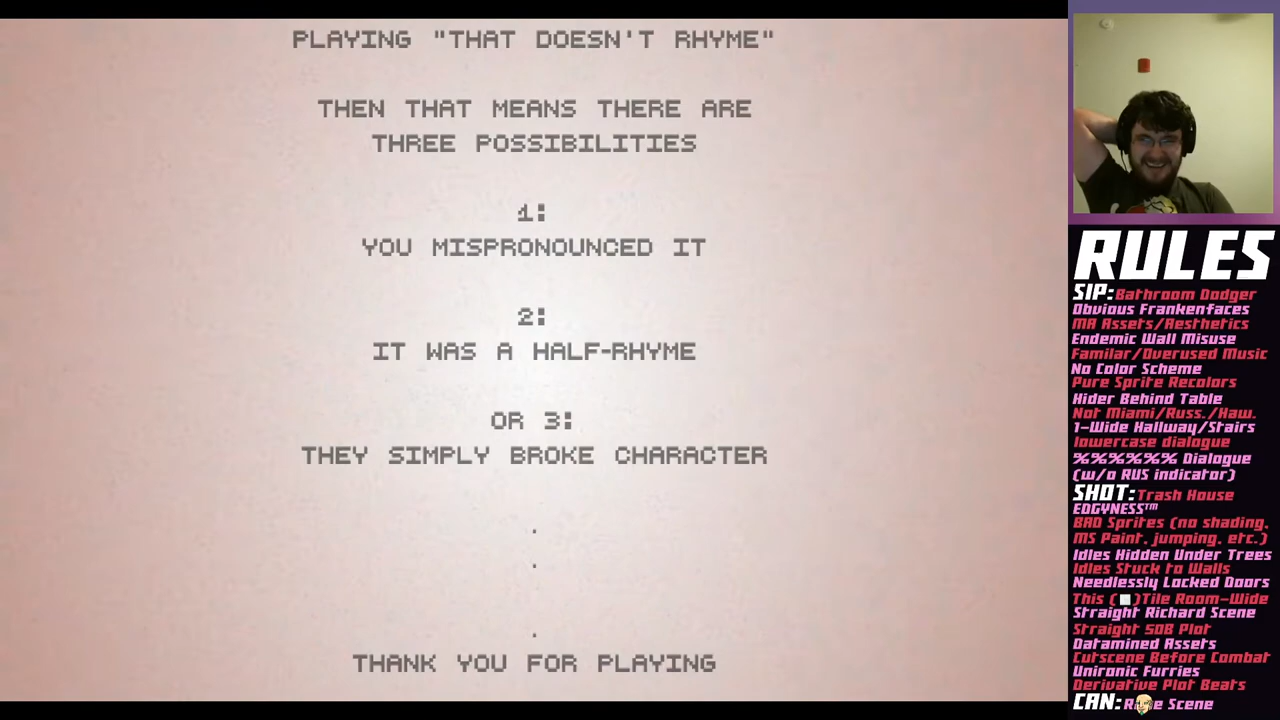 PLAYING "THAT DOESN'T RHYME"
THEN THAT MEANS THERE ARE
THREE POSSIBILITIES
1:
YOU MISPRONOUNCED IT
2:
IT WAS A HALF-RHYME
OR 3:
THEY SIMPLY BROKE CHARACTER
.
.
.
THANK YOU FOR PLAYING
RULES
SIP: Bathroom Dodger
Obvious Frankenfaces
MA Assets/Aesthetics
Endemic Wall Misuse
Familar/Overused Music
No Color Scheme
Pure Sprite Recolors
Hider Behind Table
Not Miami/Russ./Haw.
1-Wide Hallway/Stairs
lowercase dialogue
%%%%%% Dialogue
(w/o RUS indicator)
SHOT: Trash House
EDGYNESS™
BAD Sprites (no shading,
MS Paint, jumping, etc.)
Idles Hidden Under Trees
Idles Stuck to Walls
Needlessly Locked Doors
This ( )Tile Room-Wide
Straight Richard Scene
Straight 50B Plot
Datamined Assets
Cutscene Before Combat
Unironic Furries
Derivative Plot Beats
CAN: Scene